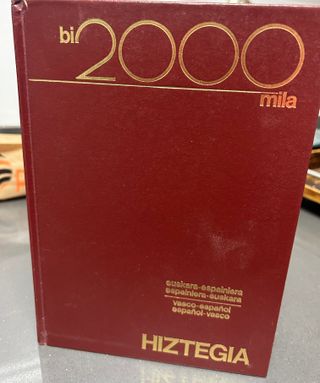 bi 2000
mila
euskara-espainiera
espainiera-euskara
vasco-español
español-vasco
HIZTEGIA